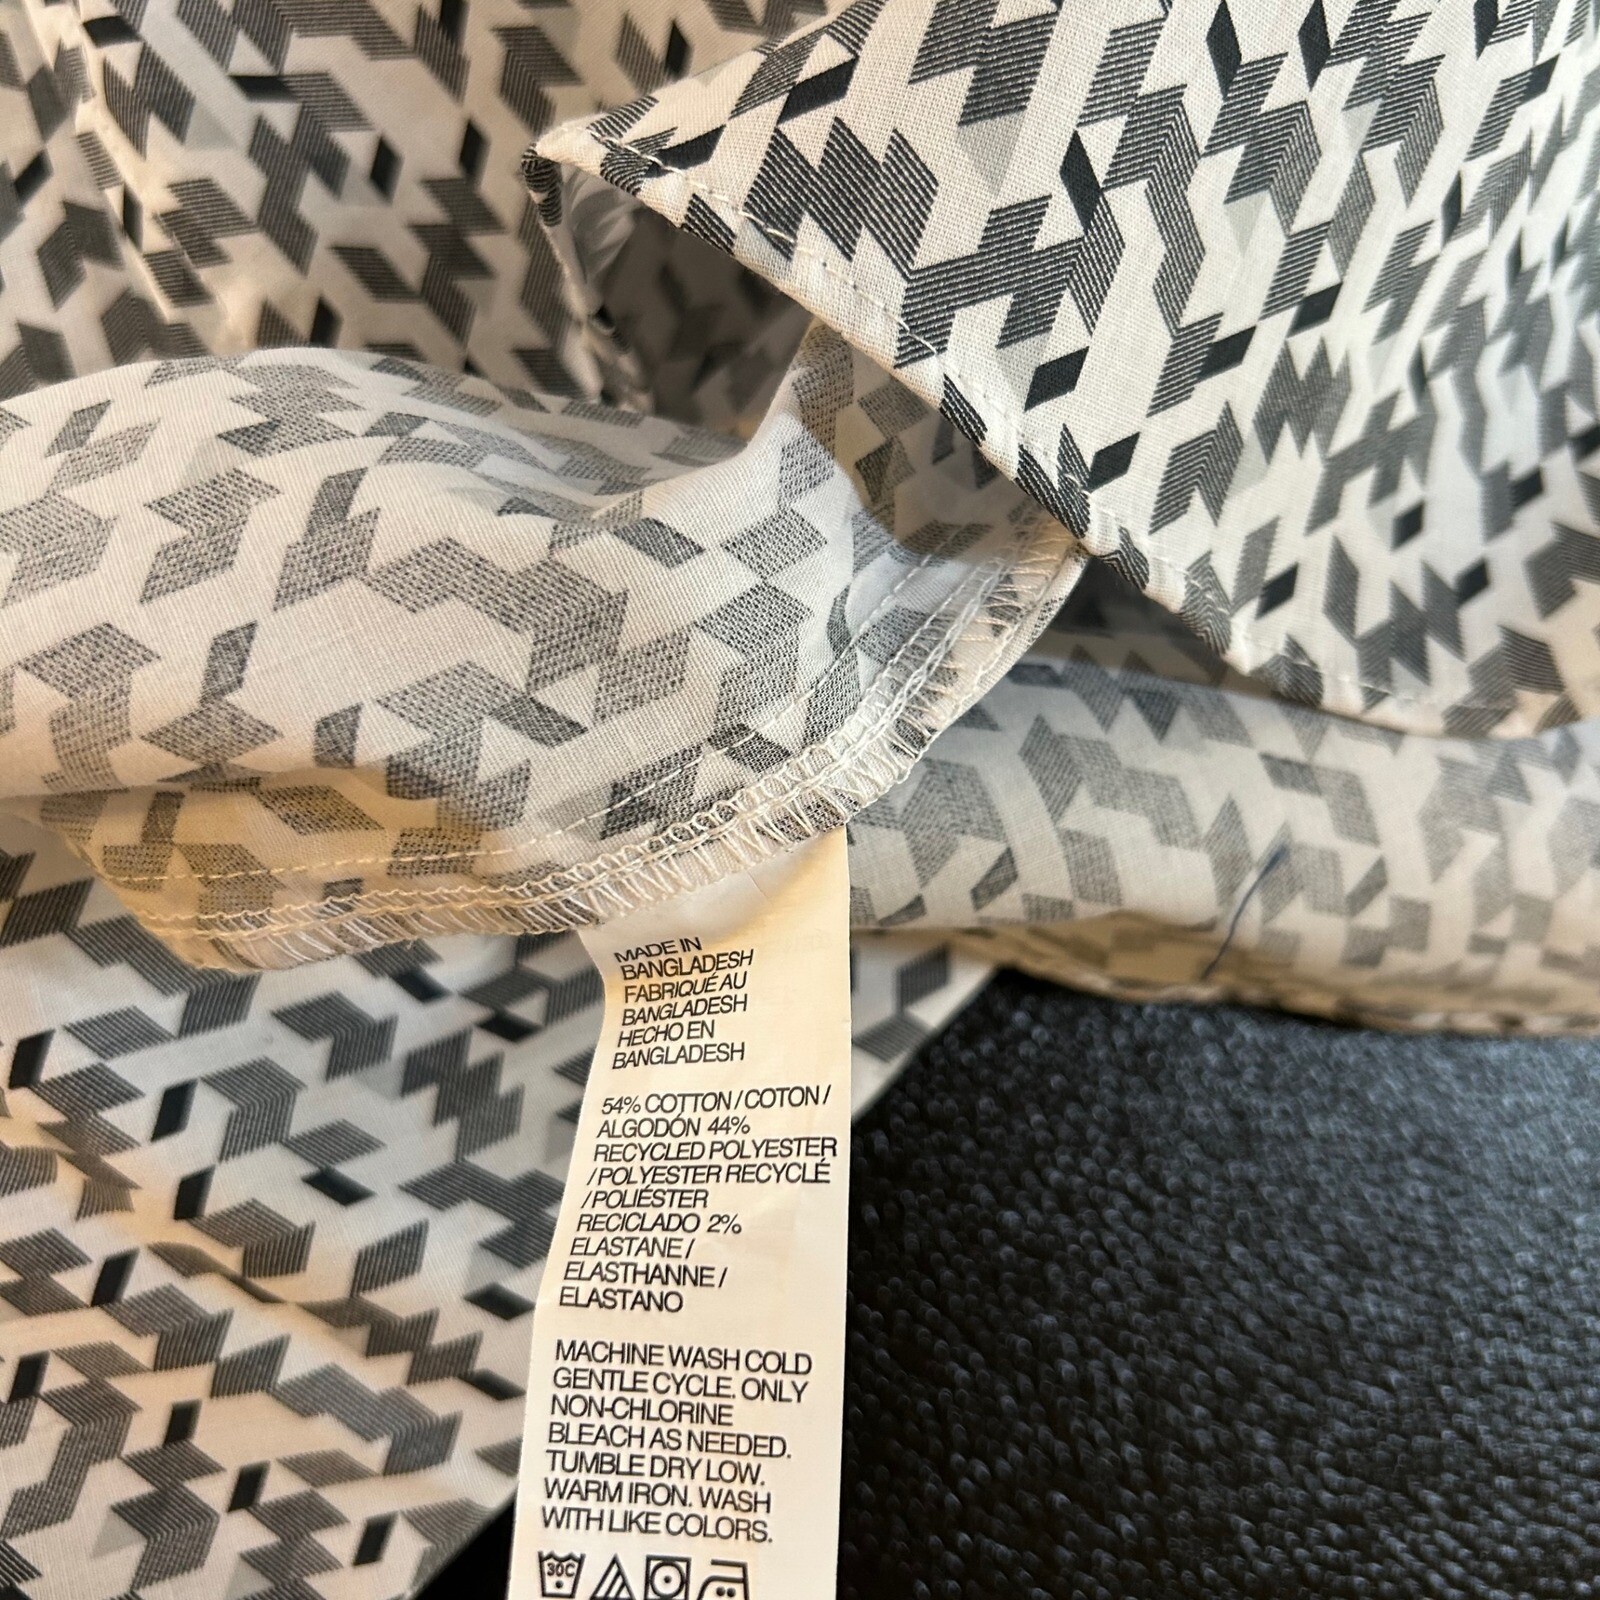 MADE IN
BANGLADESH
FABRIQUÉ AU
BANGLADESH
HECHO EN
BANGLADESH
54% COTTON / COTON /
ALGODÓN 44%
RECYCLED POLYESTER
/ POLYESTER RECYCLÉ
/ POLIÉSTER
RECICLADO 2%
ELASTANE /
ELASTHANNE /
ELASTANO
MACHINE WASH COLD
GENTLE CYCLE. ONLY
NON-CHLORINE
BLEACH AS NEEDED.
TUMBLE DRY LOW.
WARM IRON. WASH
WITH LIKE COLORS.
30C